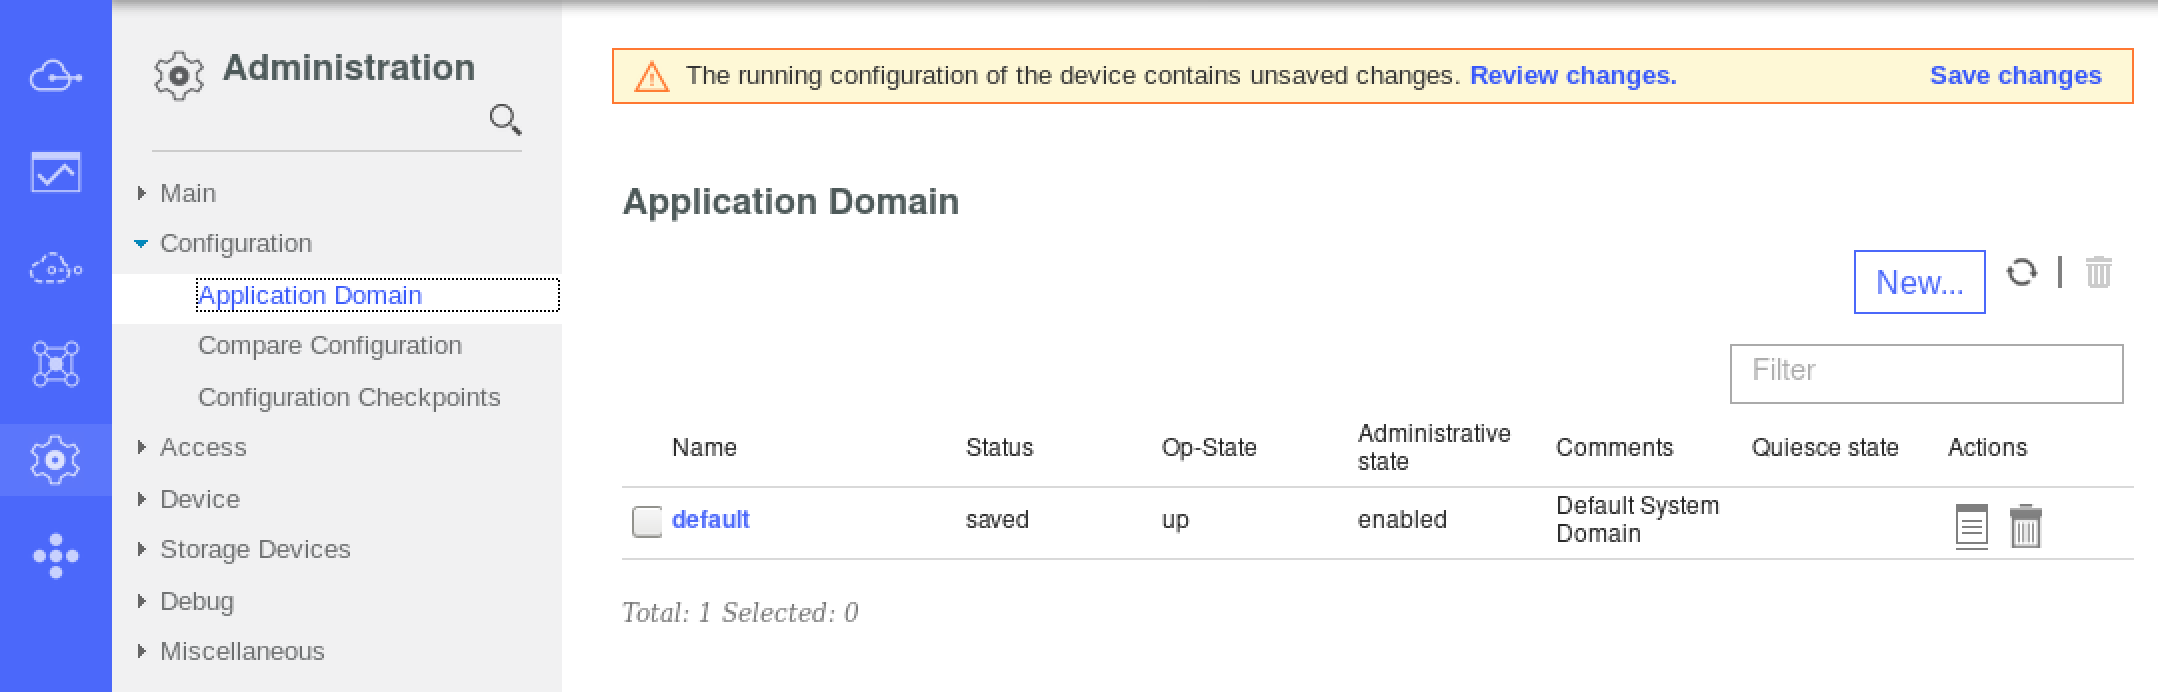 Administration
Main
Configuration
Application Domain
Compare Configuration
Configuration Checkpoints
Access
Device
Storage Devices
Debug
Miscellaneous
The running configuration of the device contains unsaved changes. Review changes. Save changes
Application Domain
New...
Filter
Name Status Op-State Administrative state Comments Quiesce state Actions
default saved up enabled Default System Domain
Total: 1 Selected: 0